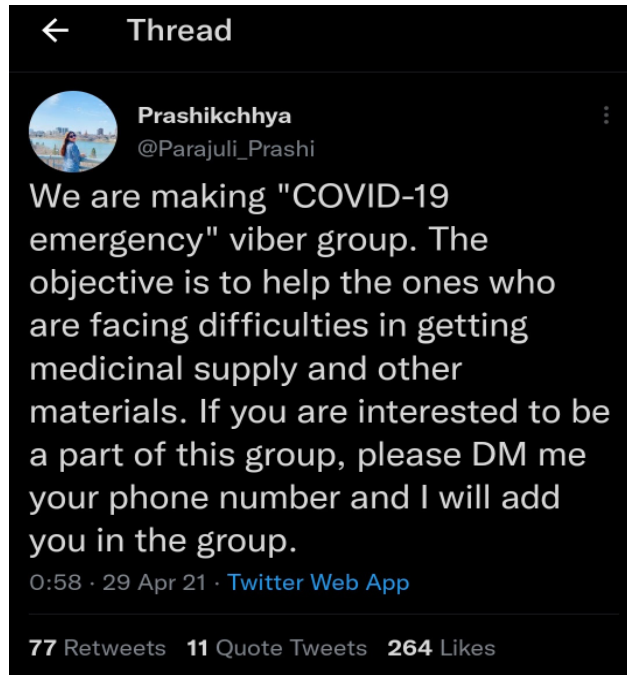 Thread
Prashikchhya
@Parajuli_Prashi
We are making "COVID-19
emergency" viber group. The
objective is to help the ones who
are facing difficulties in getting
medicinal supply and other
materials. If you are interested to be
a part of this group, please DM me
your phone number and I will add
you in the group.
0:58 · 29 Apr 21 · Twitter Web App
77 Retweets 11 Quote Tweets 264 Likes